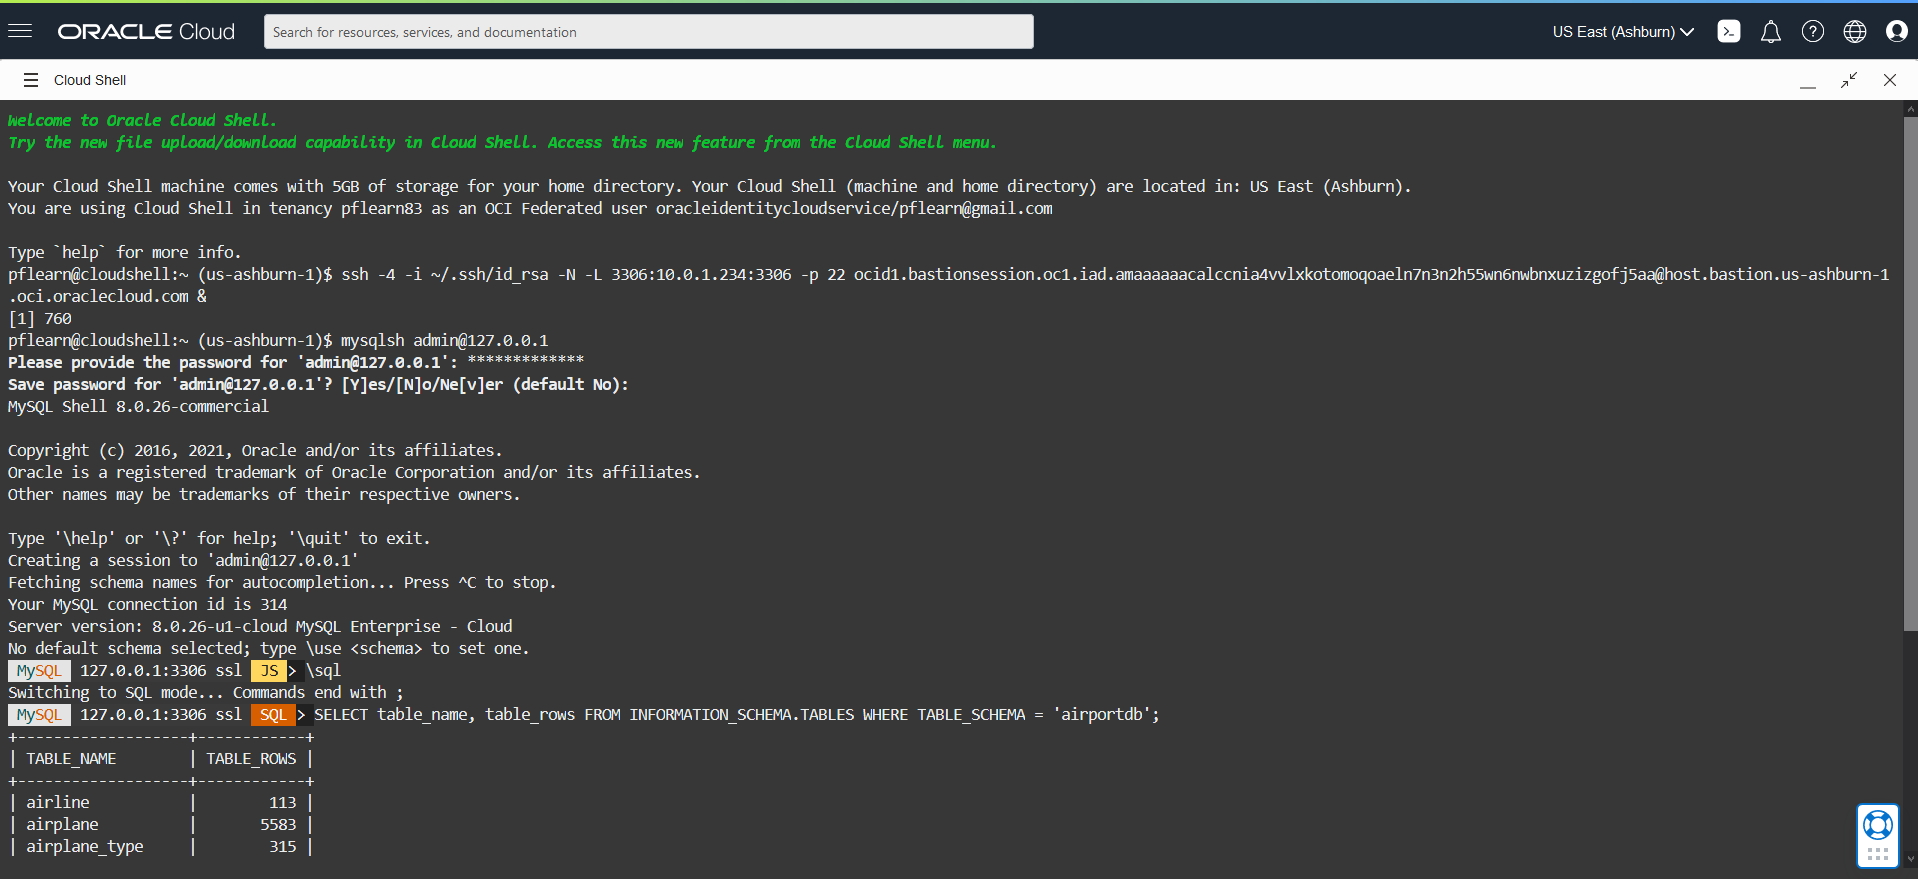 ORACLE Cloud
Search for resources, services, and documentation
US East (Ashburn)
Cloud Shell
Welcome to Oracle Cloud Shell.
Try the new file upload/download capability in Cloud Shell. Access this new feature from the Cloud Shell menu.
Your Cloud Shell machine comes with 5GB of storage for your home directory. Your Cloud Shell (machine and home directory) are located in: US East (Ashburn).
You are using Cloud Shell in tenancy pflearn83 as an OCI Federated user oracleidentitycloudservice/pflearn@gmail.com
Type `help` for more info.
pflearn@cloudshell:~ (us-ashburn-1)$ ssh -4 -i ~/.ssh/id_rsa -N -L 3306:10.0.1.234:3306 -p 22 ocid1.bastionsession.oc1.iad.amaaaaaacalccnia4vvlxkotomoqoaeln7n3n2h55wn6nwbnxuzizgofj5aa@host.bastion.us-ashburn-1
.oci.oraclecloud.com &
[1] 760
pflearn@cloudshell:~ (us-ashburn-1)$ mysqlsh admin@127.0.0.1
Please provide the password for 'admin@127.0.0.1': *************
Save password for 'admin@127.0.0.1'? [Y]es/[N]o/Ne[v]er (default No):
MySQL Shell 8.0.26-commercial
Copyright (c) 2016, 2021, Oracle and/or its affiliates.
Oracle is a registered trademark of Oracle Corporation and/or its affiliates.
Other names may be trademarks of their respective owners.
Type '\help' or '\?' for help; '\quit' to exit.
Creating a session to 'admin@127.0.0.1'
Fetching schema names for autocompletion... Press ^C to stop.
Your MySQL connection id is 314
Server version: 8.0.26-u1-cloud MySQL Enterprise - Cloud
No default schema selected; type \use <schema> to set one.
MySQL 127.0.0.1:3306 ssl JS > \sql
Switching to SQL mode... Commands end with ;
MySQL 127.0.0.1:3306 ssl SQL > SELECT table_name, table_rows FROM INFORMATION_SCHEMA.TABLES WHERE TABLE_SCHEMA = 'airportdb';
+-------------------+------------+
| TABLE_NAME        | TABLE_ROWS |
+-------------------+------------+
| airline           |        113 |
| airplane          |       5583 |
| airplane_type     |        315 |